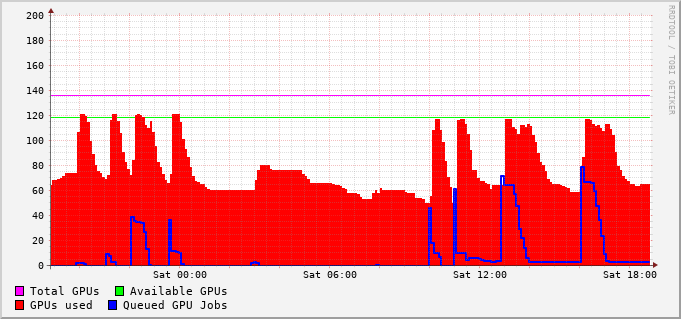 200
180
160
140
120
100
80
60
40
20
0
Sat 00:00 Sat 06:00 Sat 12:00 Sat 18:00
Total GPUs Available GPUs
GPUs used Queued GPU Jobs
RRDTOOL / TOBI OETIKER